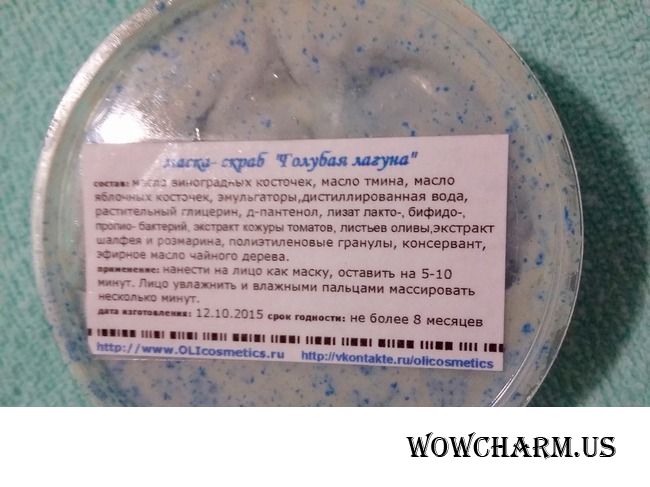 маска- скраб "Голубая лагуна"
состав: масло виноградных косточек, масло тмина, масло
яблочных косточек, эмульгаторы,дистиллированная вода,
растительный глицерин, д-пантенол, лизат лакто-, бифидо-,
пропио- бактерий, экстракт кожуры томатов, листьев оливы,экстракт
шалфея и розмарина, полиэтиленовые гранулы, консервант,
эфирное масло чайного дерева.
применение: нанести на лицо как маску, оставить на 5-10
минут. Лицо увлажнить и влажными пальцами массировать
несколько минут.
дата изготовления: 12.10.2015 срок годности: не более 8 месяцев
http://www.OLIcosmetics.ru http://vkontakte.ru/olicosmetics
WOWCHARM.US